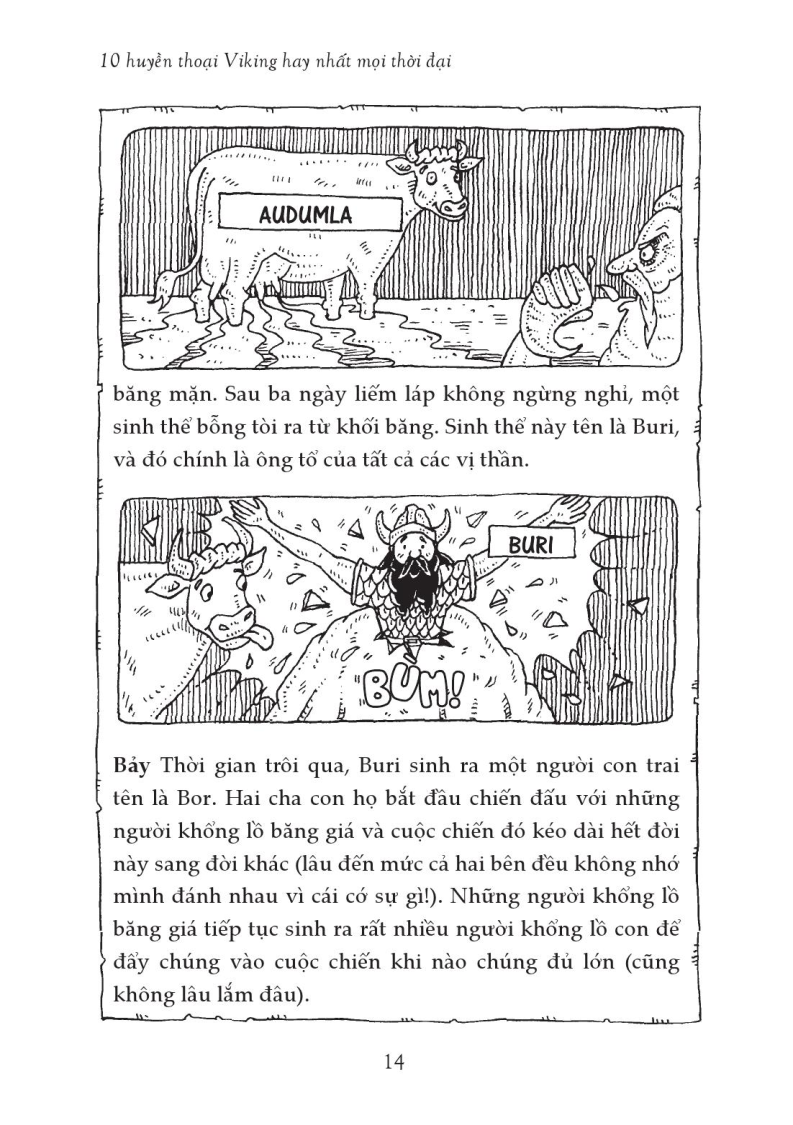 10 huyền thoại Viking hay nhất mọi thời đại
AUDUMLA
băng mặn. Sau ba ngày liếm láp không ngừng nghỉ, một
sinh thể bỗng tòi ra từ khối băng. Sinh thể này tên là Buri,
và đó chính là ông tổ của tất cả các vị thần.
BURI
BUM!
Bảy Thời gian trôi qua, Buri sinh ra một người con trai
tên là Bor. Hai cha con họ bắt đầu chiến đấu với những
người khổng lồ băng giá và cuộc chiến đó kéo dài hết đời
này sang đời khác (lâu đến mức cả hai bên đều không nhớ
mình đánh nhau vì cái cớ sự gì!). Những người khổng lồ
băng giá tiếp tục sinh ra rất nhiều người khổng lồ con để
đẩy chúng vào cuộc chiến khi nào chúng đủ lớn (cũng
không lâu lắm đâu).
14